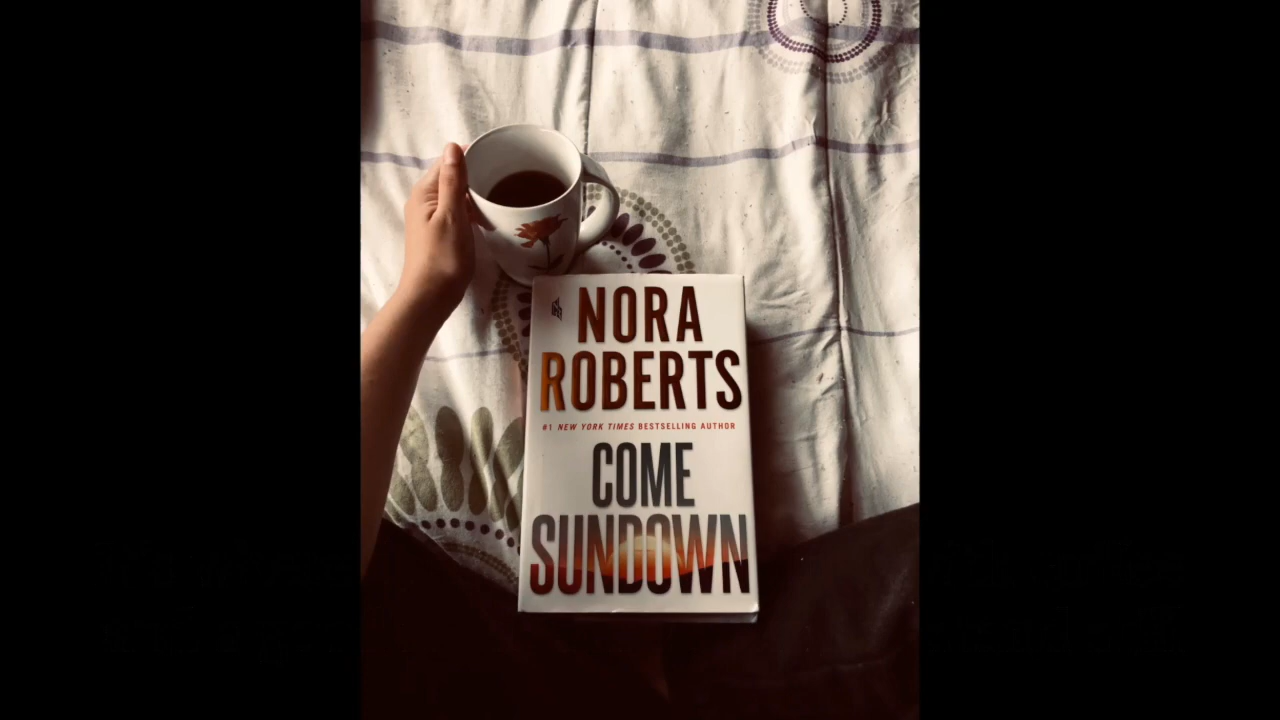 NORA
ROBERTS
#1 NEW YORK TIMES BESTSELLING AUTHOR
COME
SUNDOWN